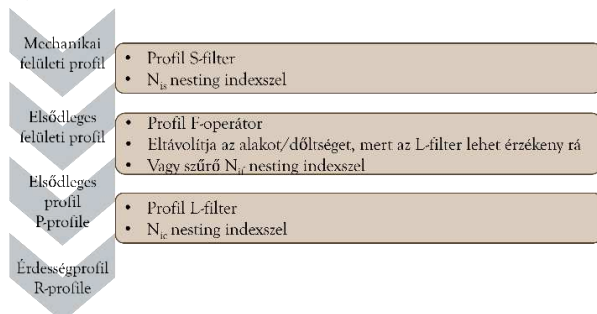 Mechanikai
felületi profil
• Profil S-filter
• Nis nesting indexszel
Elsődleges
felületi profil
• Profil F-operátor
• Eltávolítja az alakot/dőltséget, mert az L-filter lehet érzékeny rá
• Vagy szűrő Nif nesting indexszel
Elsődleges
profil
P-profile
• Profil L-filter
• Nic nesting indexszel
Érdességprofil
R-profile